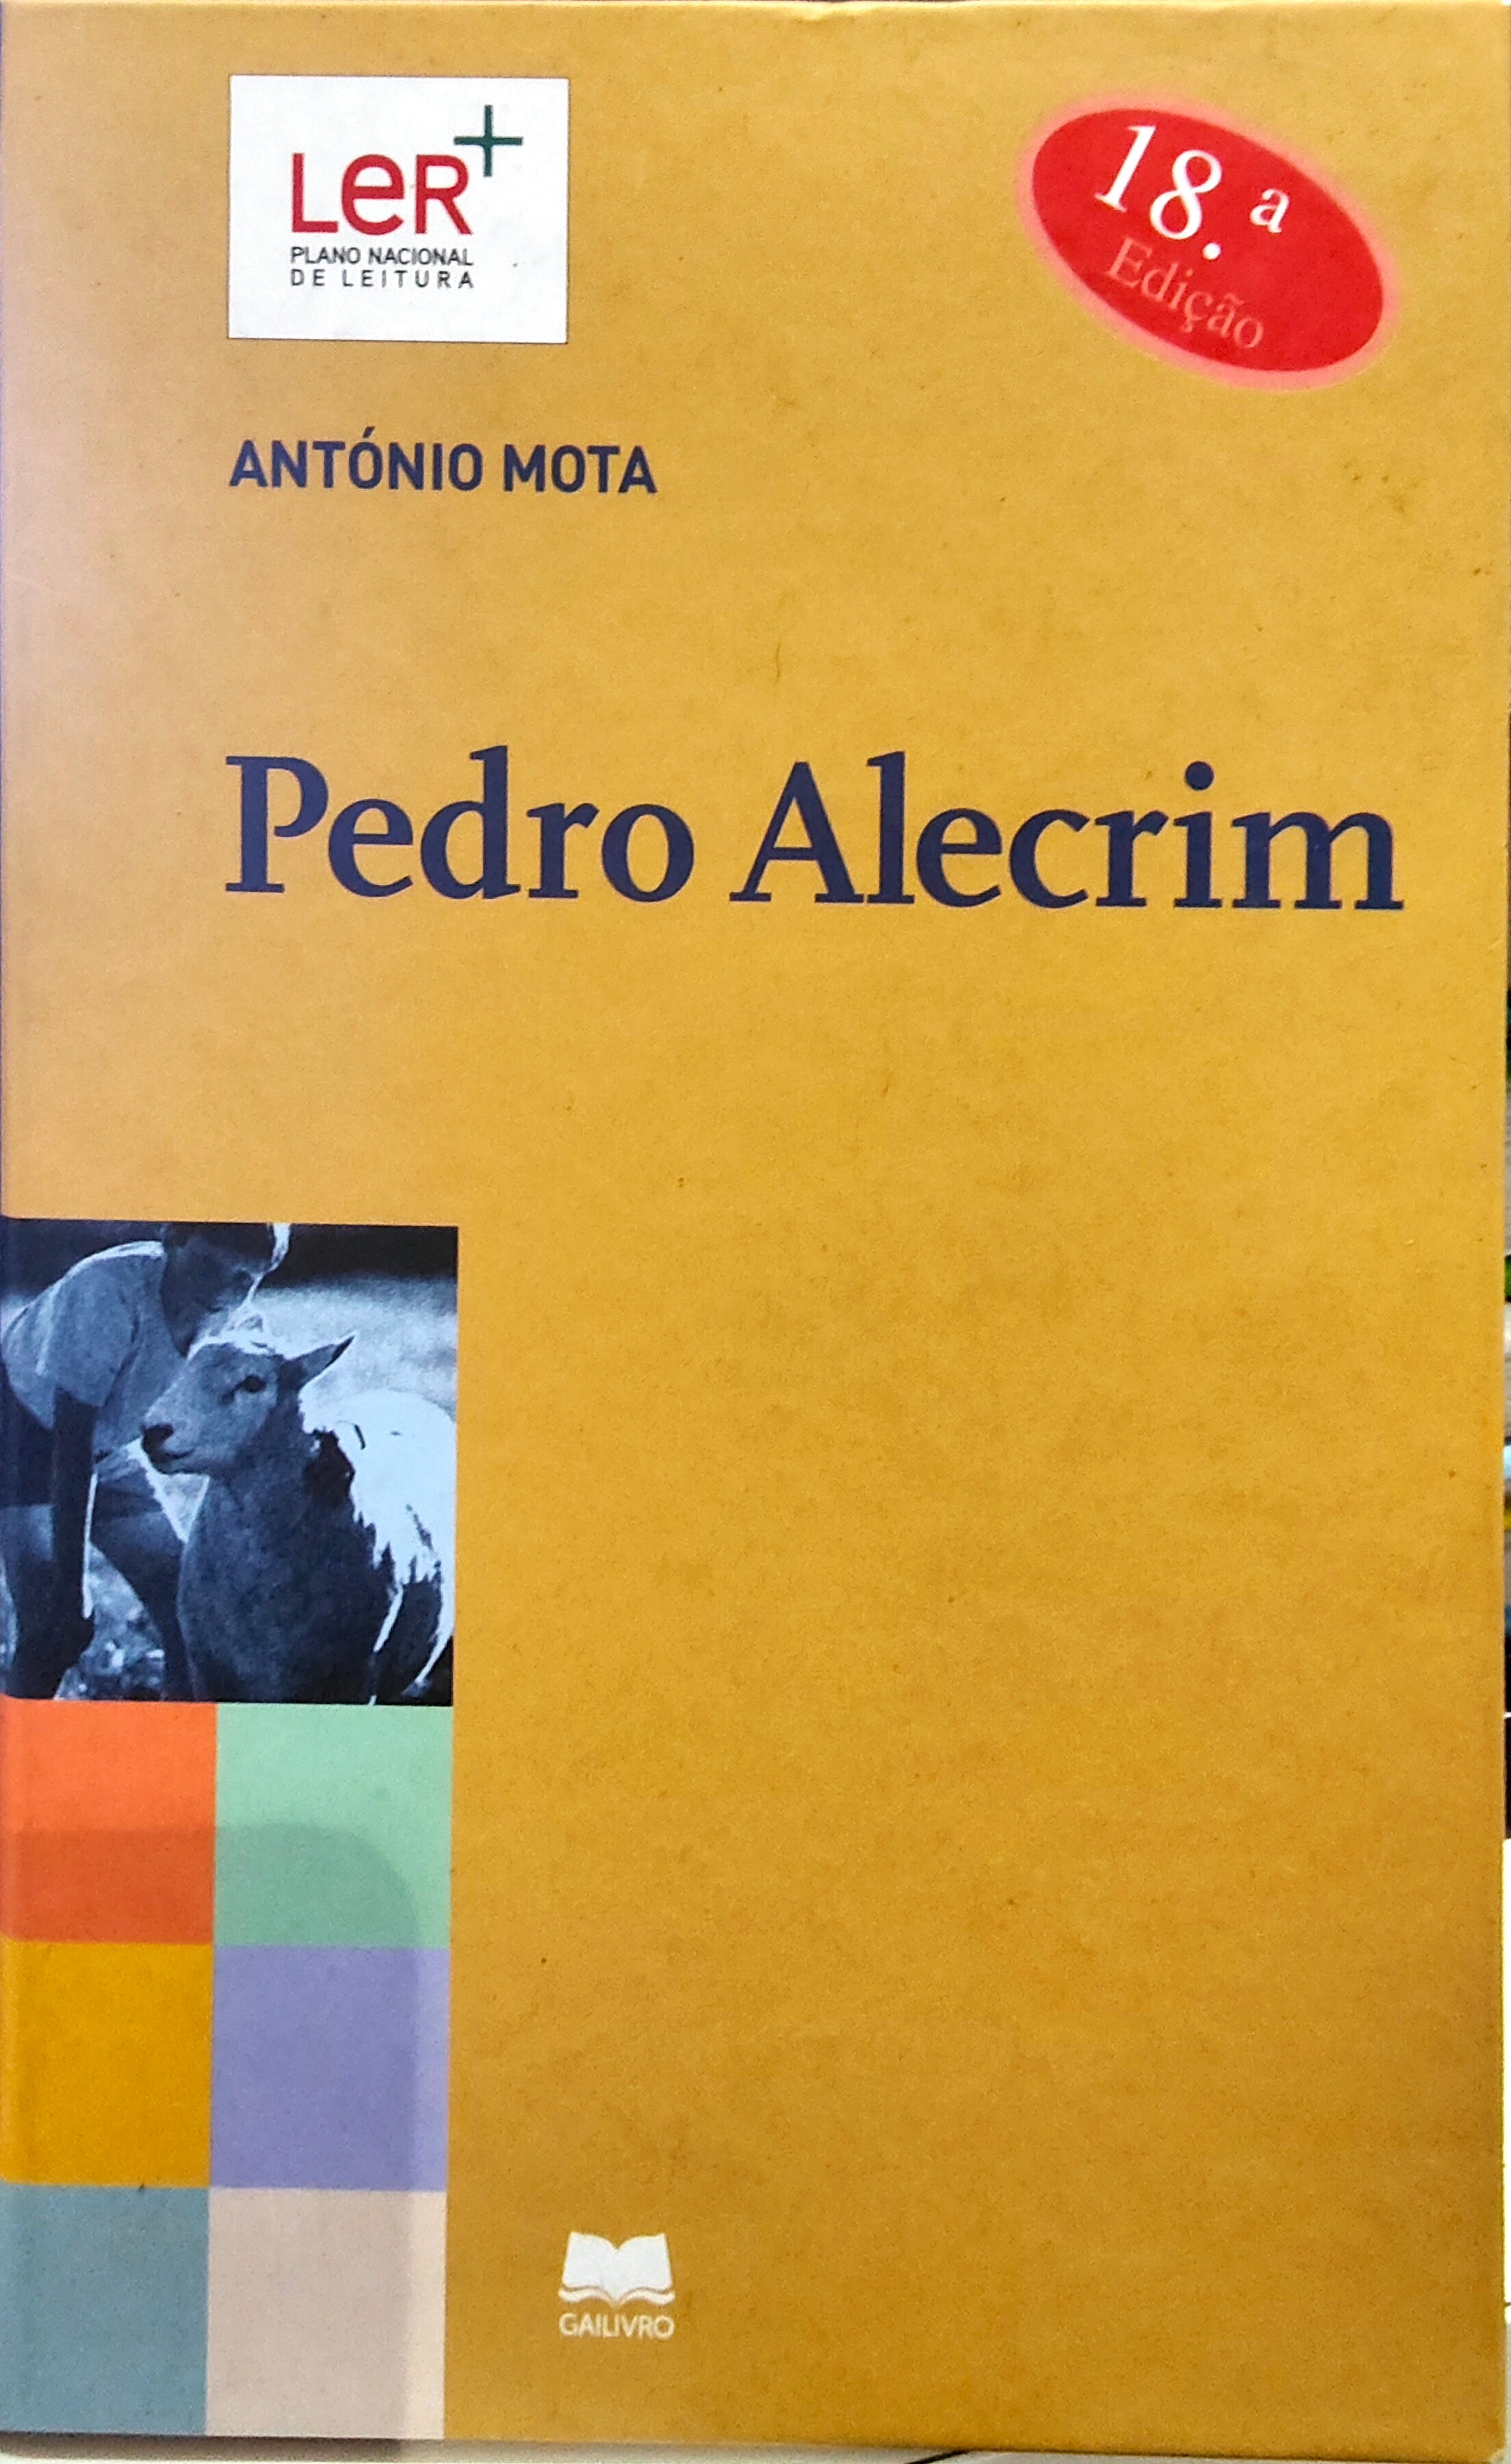 LeR+
PLANO NACIONAL
DE LEITURA
18.ª
Edição
ANTÓNIO MOTA
Pedro Alecrim
GAILIVRO